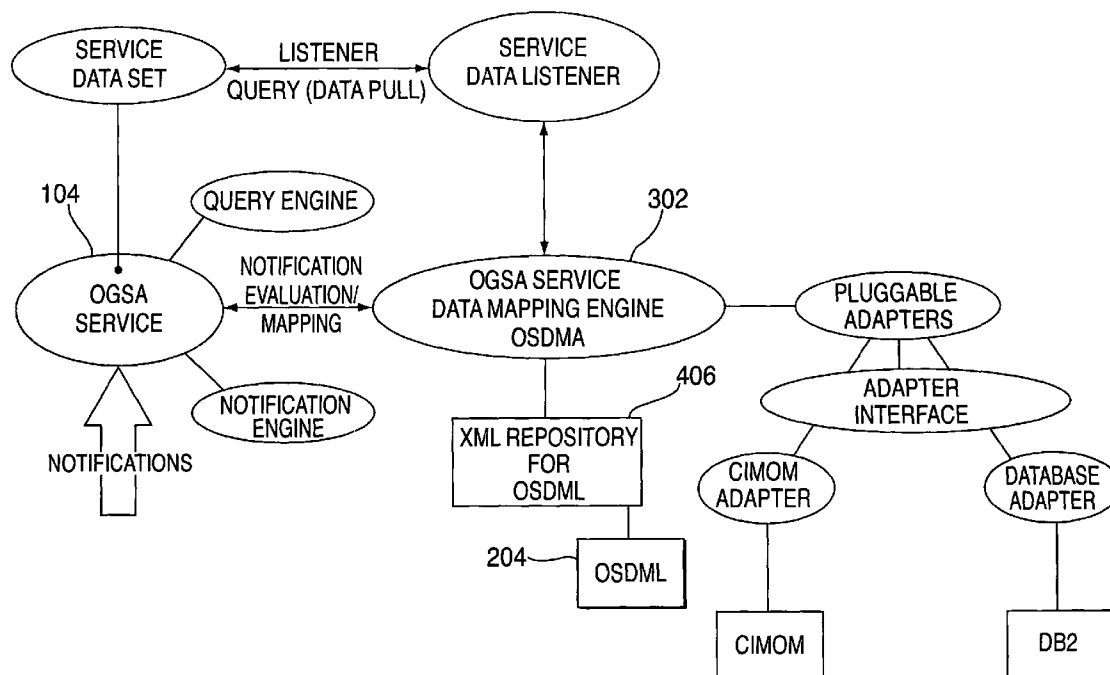 SERVICE
DATA SET
LISTENER
QUERY (DATA PULL)
SERVICE
DATA LISTENER
104
QUERY ENGINE
302
OGSA
SERVICE
NOTIFICATION
EVALUATION/
MAPPING
OGSA SERVICE
DATA MAPPING ENGINE
OSDMA
PLUGGABLE
ADAPTERS
NOTIFICATION
ENGINE
NOTIFICATIONS
406
XML REPOSITORY
FOR
OSDML
ADAPTER
INTERFACE
CIMOM
ADAPTER
DATABASE
ADAPTER
204
OSDML
CIMOM
DB2